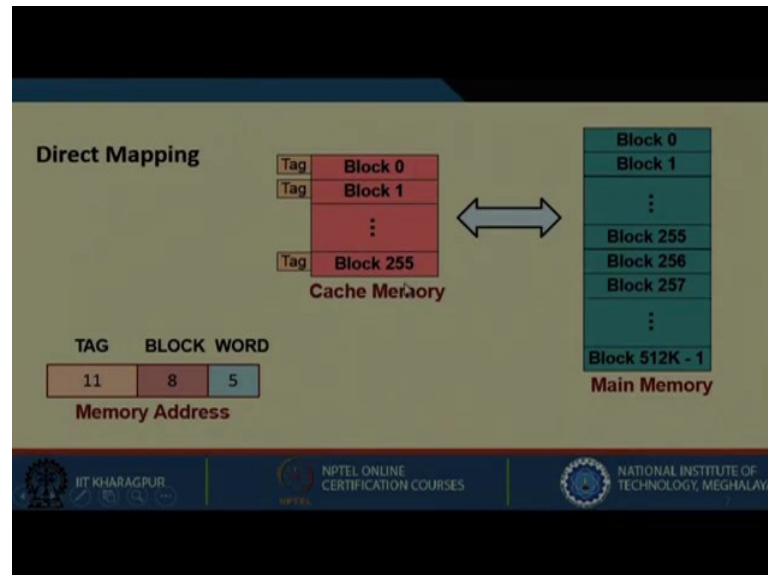 Direct Mapping
Tag Block 0
Tag Block 1
⋮
Tag Block 255
Cache Memory
Block 0
Block 1
⋮
Block 255
Block 256
Block 257
⋮
Block 512K - 1
Main Memory
TAG BLOCK WORD
11 8 5
Memory Address
IIT KHARAGPUR
NPTEL
NPTEL ONLINE
CERTIFICATION COURSES
NATIONAL INSTITUTE OF
TECHNOLOGY, MEGHALAYA
7